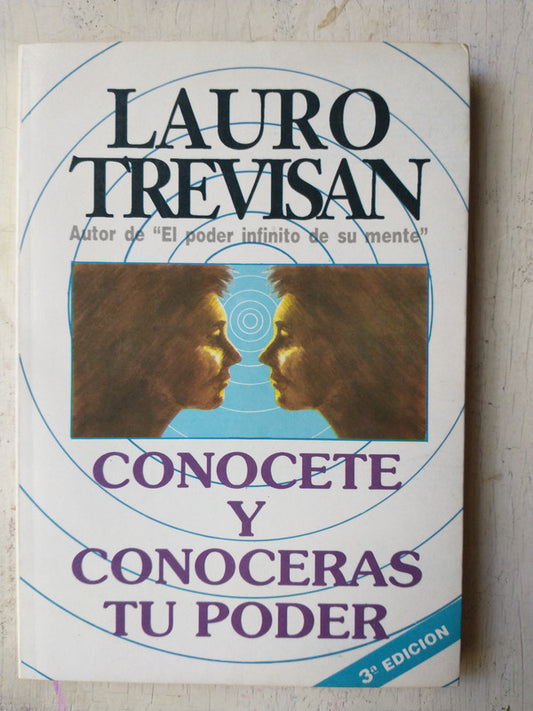 LAURO
TREVISAN
Autor de "El poder infinito de su mente"
CONOCETE
Y
CONOCERAS
TU PODER
3ª EDICION